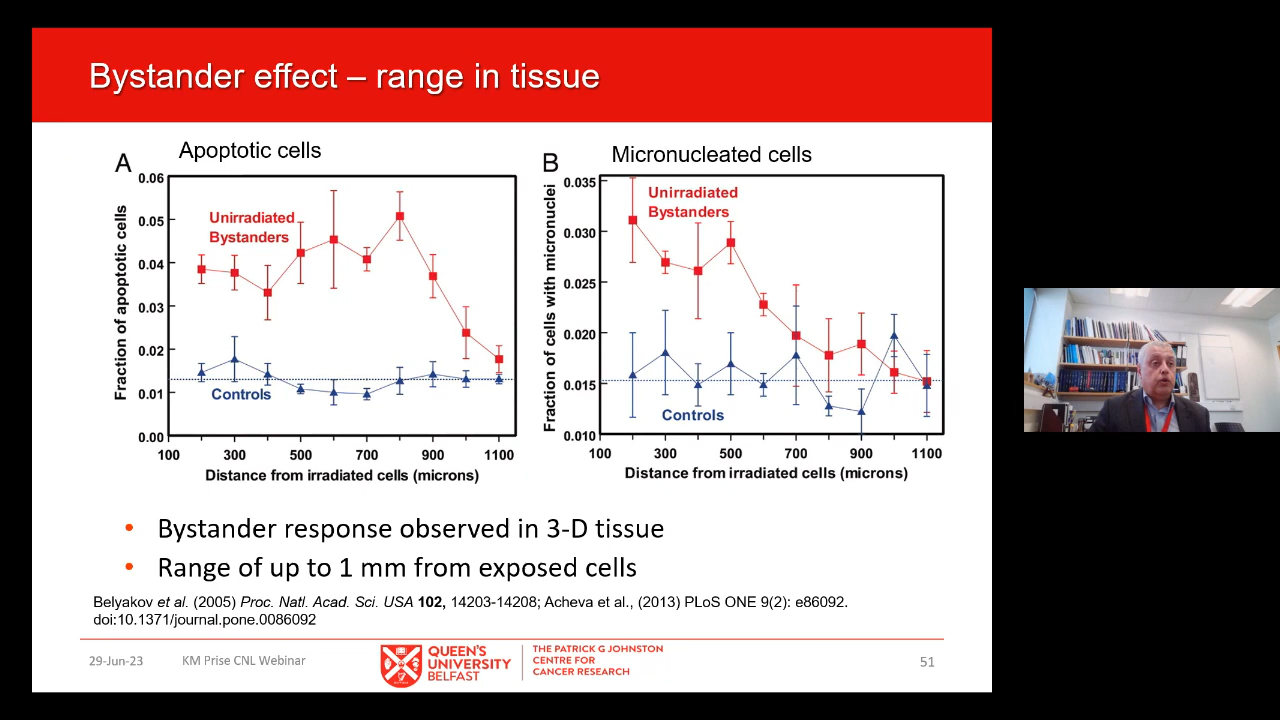 Bystander effect – range in tissue
A
Apoptotic cells
0.06
0.05
0.04
0.03
0.02
0.01
0.00
Fraction of apoptotic cells
Unirradiated
Bystanders
Controls
100 300 500 700 900 1100
Distance from irradiated cells (microns)
B
Micronucleated cells
0.035
0.030
0.025
0.020
0.015
0.010
Fraction of cells with micronuclei
Unirradiated
Bystanders
Controls
100 300 500 700 900 1100
Distance from irradiated cells (microns)
• Bystander response observed in 3-D tissue
• Range of up to 1 mm from exposed cells
Belyakov et al. (2005) Proc. Natl. Acad. Sci. USA 102, 14203-14208; Acheva et al., (2013) PLoS ONE 9(2): e86092.
doi:10.1371/journal.pone.0086092
29-Jun-23
KM Prise CNL Webinar
QUEEN'S
UNIVERSITY
BELFAST
THE PATRICK G JOHNSTON
CENTRE FOR
CANCER RESEARCH
51